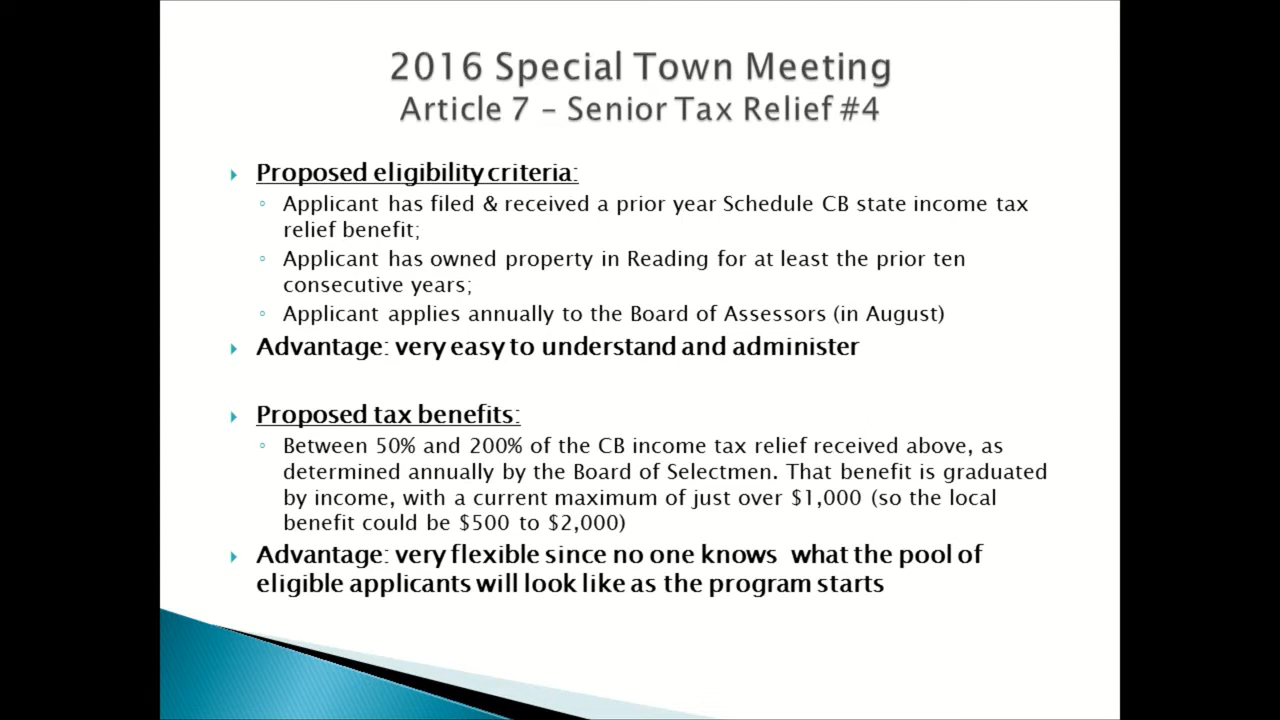 2016 Special Town Meeting
Article 7 – Senior Tax Relief #4
Proposed eligibility criteria:
Applicant has filed & received a prior year Schedule CB state income tax
relief benefit;
Applicant has owned property in Reading for at least the prior ten
consecutive years;
Applicant applies annually to the Board of Assessors (in August)
Advantage: very easy to understand and administer
Proposed tax benefits:
Between 50% and 200% of the CB income tax relief received above, as
determined annually by the Board of Selectmen. That benefit is graduated
by income, with a current maximum of just over $1,000 (so the local
benefit could be $500 to $2,000)
Advantage: very flexible since no one knows what the pool of
eligible applicants will look like as the program starts